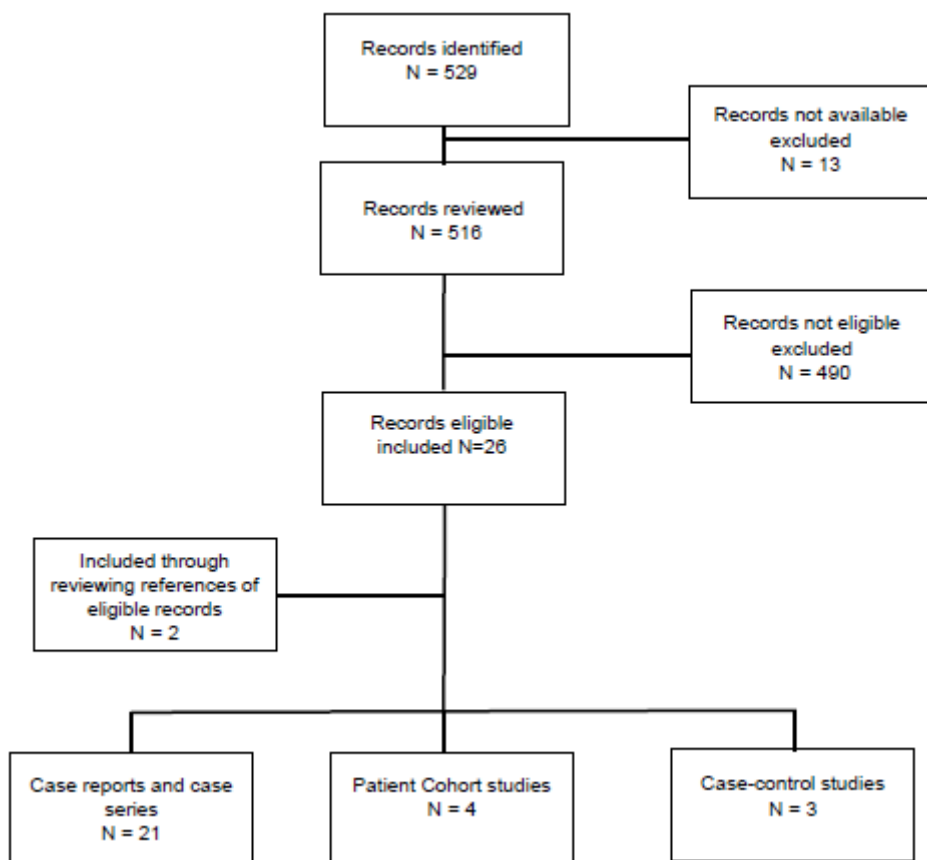 Records identified
N = 529
Records not available
excluded
N = 13
Records reviewed
N = 516
Records not eligible
excluded
N = 490
Records eligible
included N=26
Included through
reviewing references of
eligible records
N = 2
Case reports and case
series
N = 21
Patient Cohort studies
N = 4
Case-control studies
N = 3